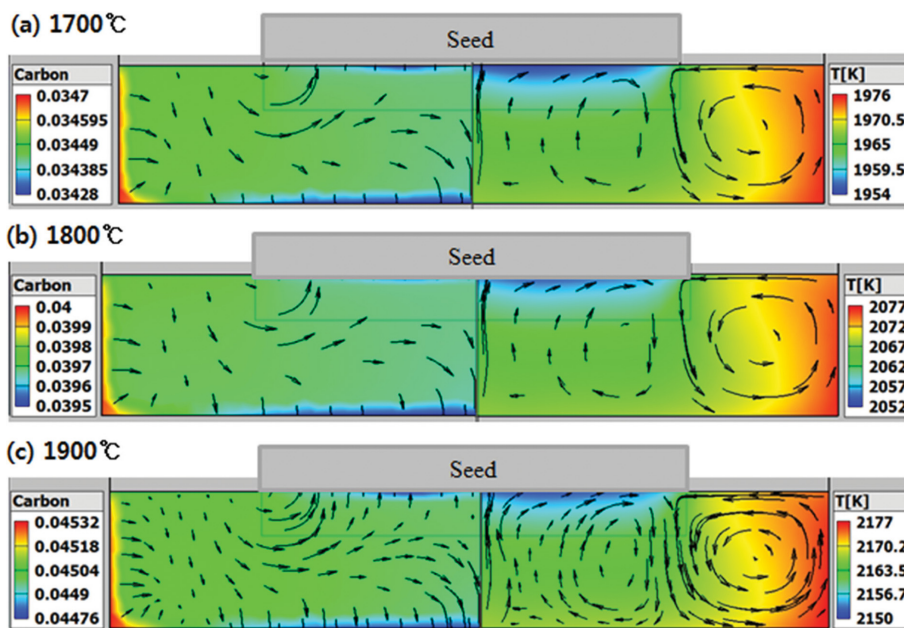 (a) 1700℃
Seed
Carbon
0.0347
0.034595
0.03449
0.034385
0.03428
T[K]
1976
1970.5
1965
1959.5
1954
(b) 1800℃
Seed
Carbon
0.04
0.0399
0.0398
0.0397
0.0396
0.0395
T[K]
2077
2072
2067
2062
2057
2052
(c) 1900℃
Seed
Carbon
0.04532
0.04518
0.04504
0.0449
0.04476
T[K]
2177
2170.2
2163.5
2156.7
2150